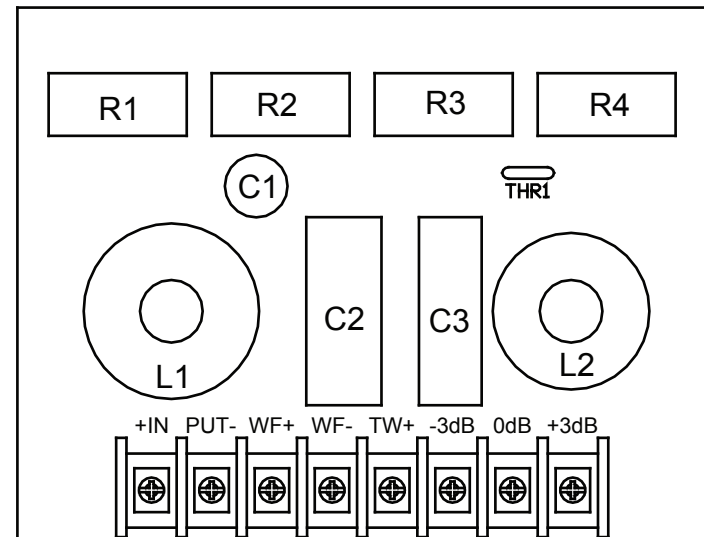 R1 R2 R3 R4
C1 THR1
L1 C2 C3 L2
+IN PUT- WF+ WF- TW+ -3dB 0dB +3dB